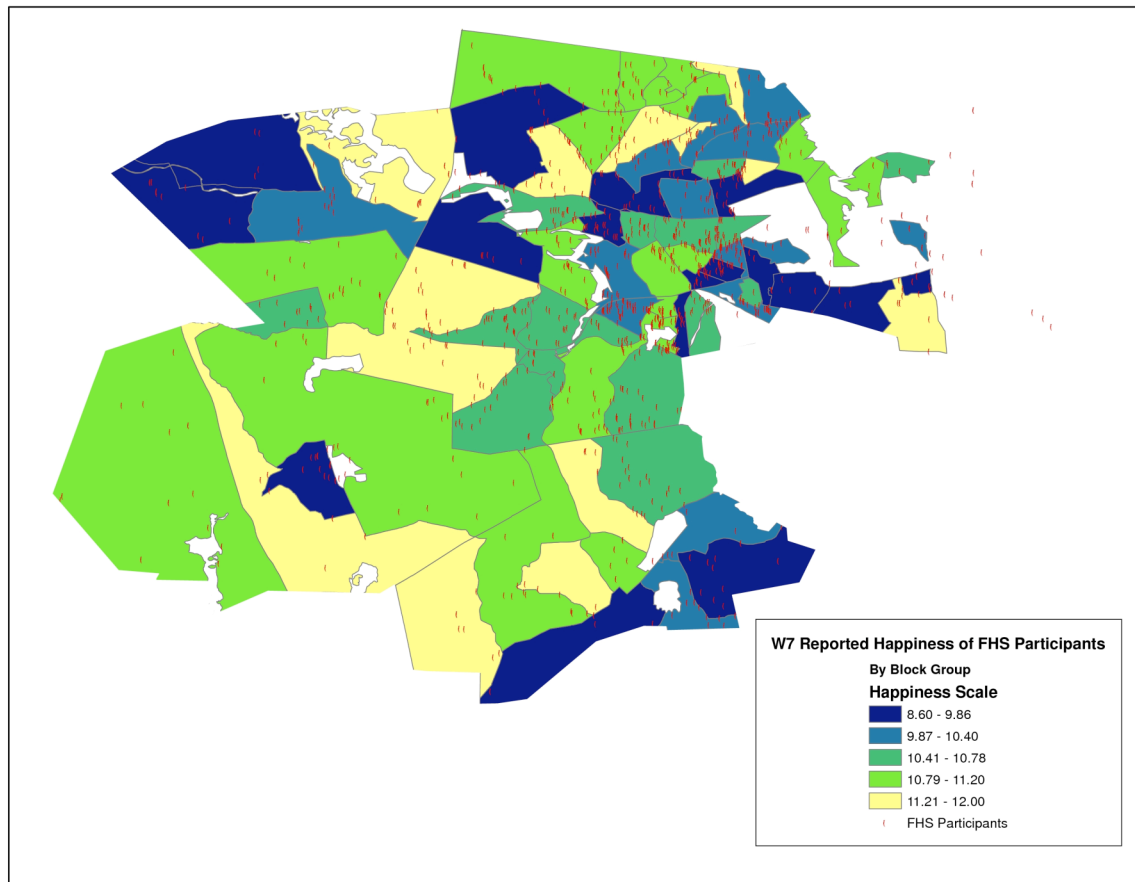 W7 Reported Happiness of FHS Participants
By Block Group
Happiness Scale
8.60 - 9.86
9.87 - 10.40
10.41 - 10.78
10.79 - 11.20
11.21 - 12.00
FHS Participants